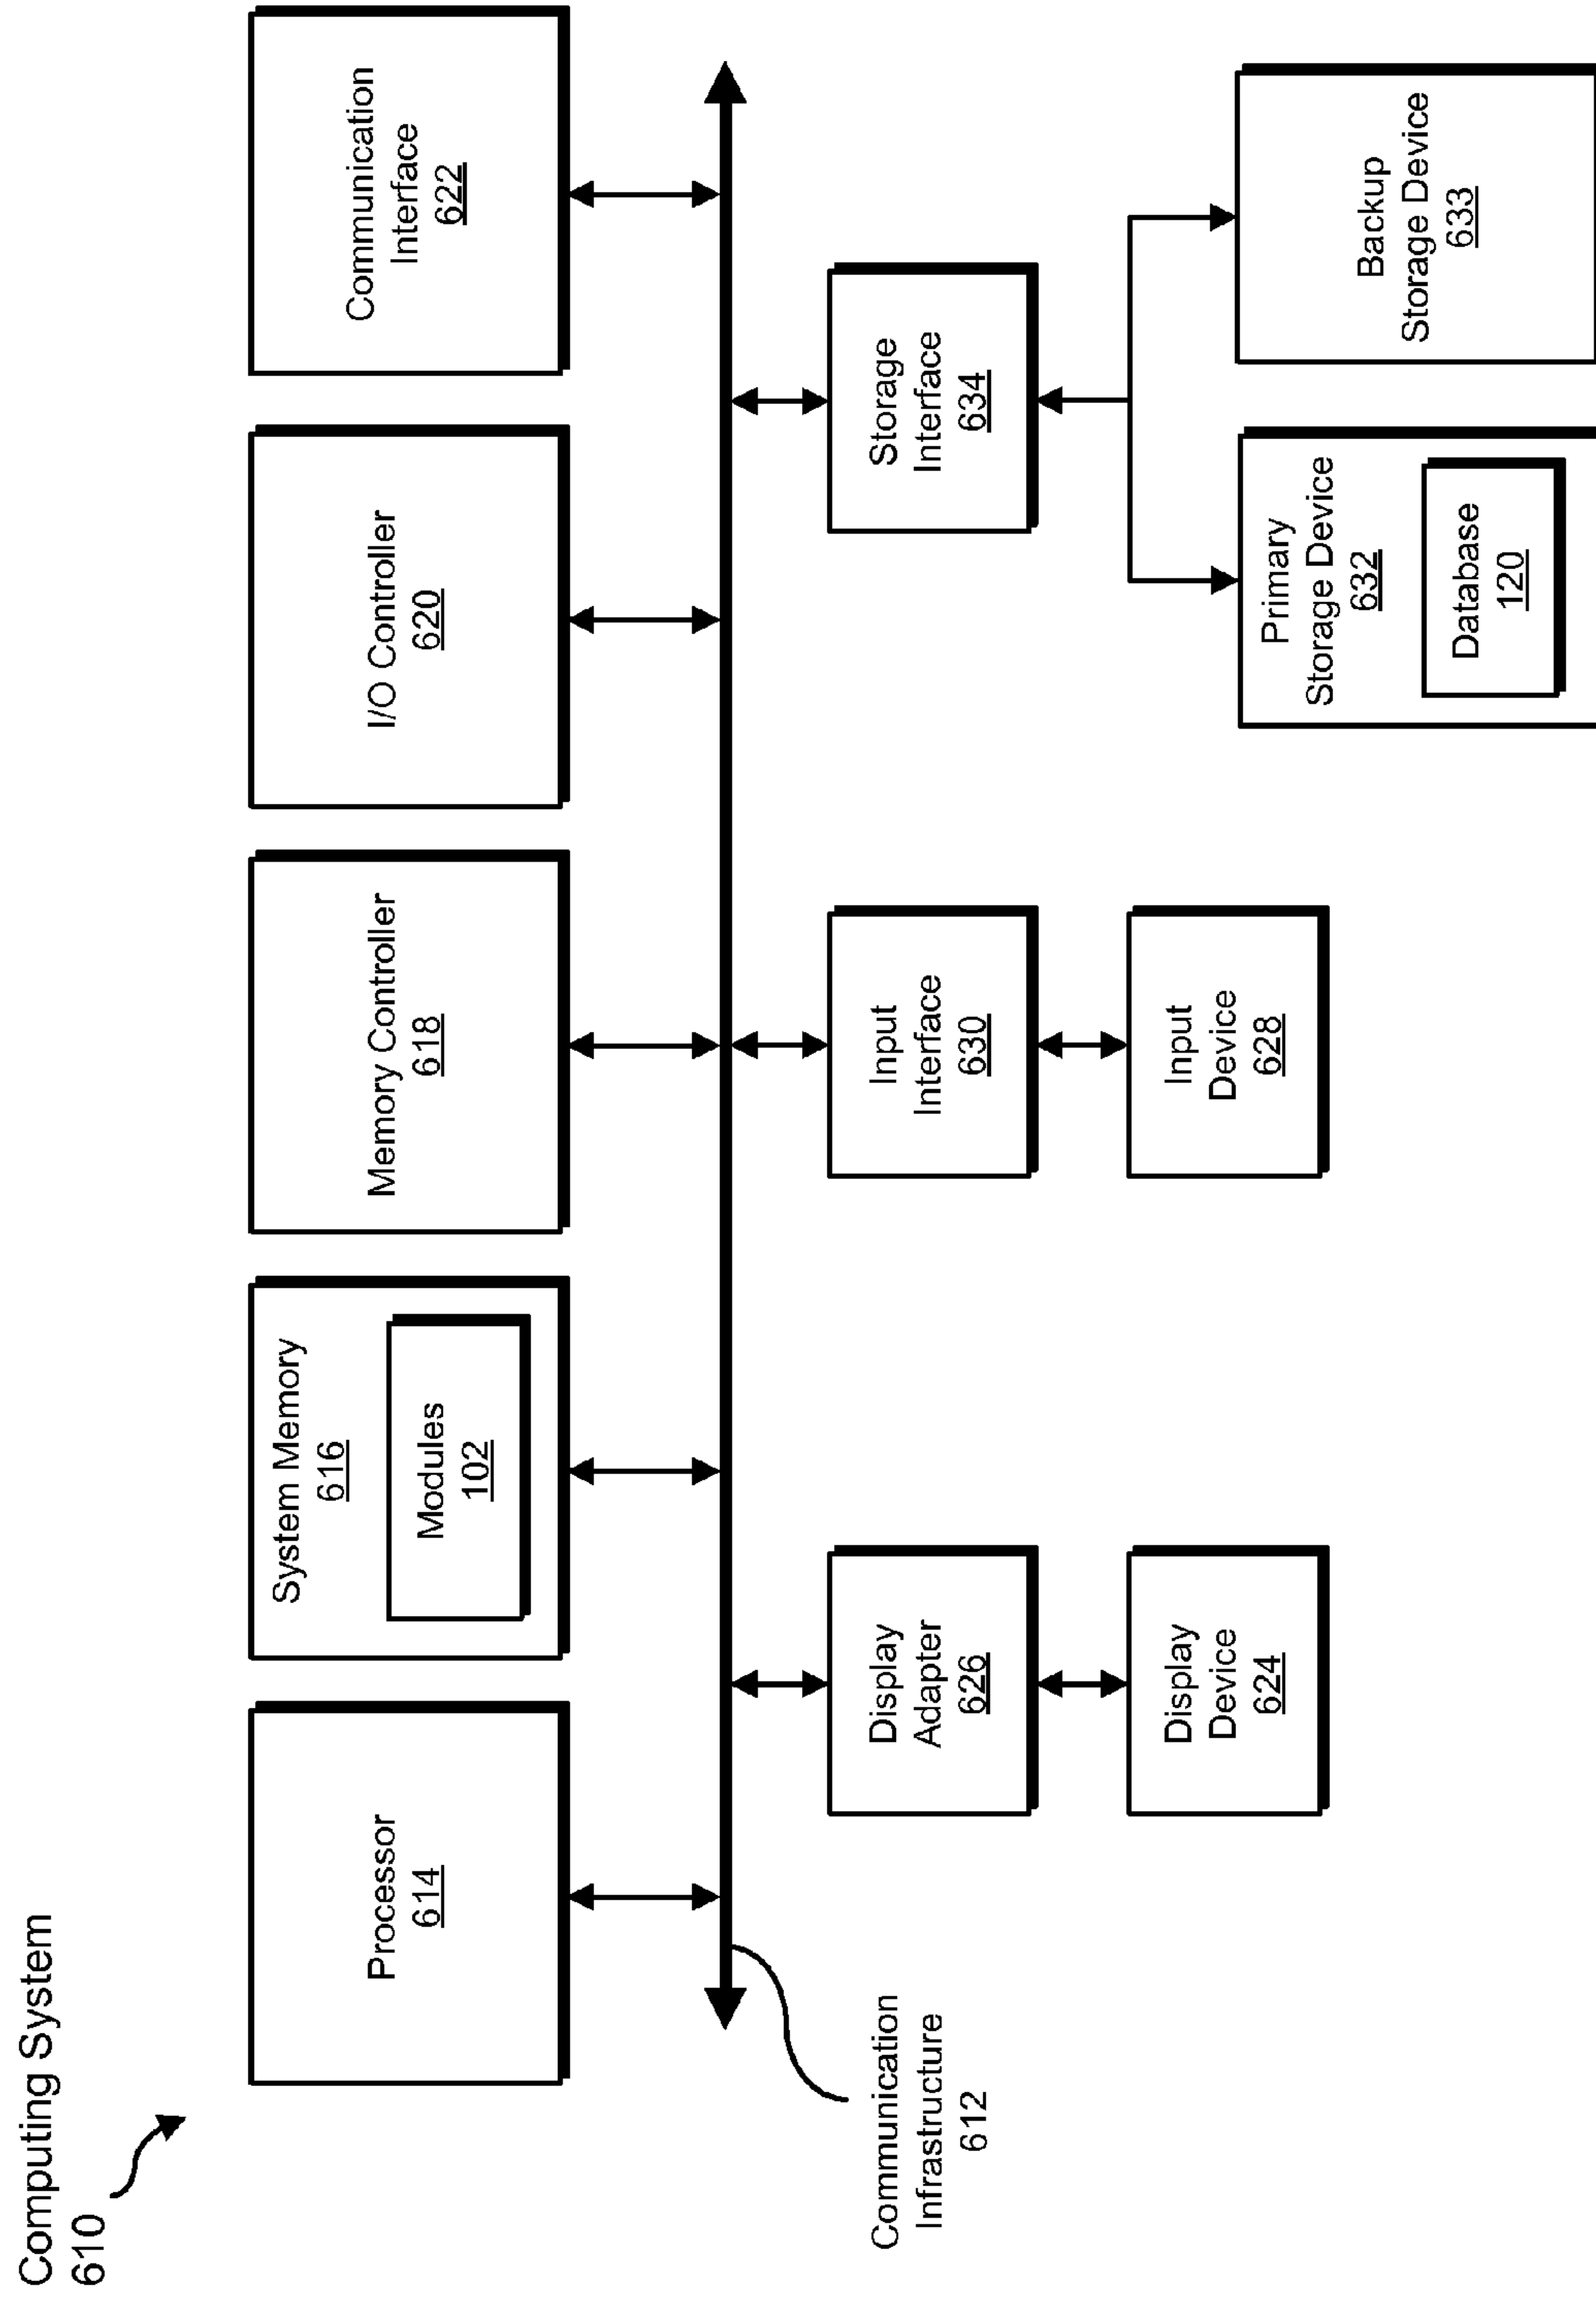 Computing System
610
Processor
614
System Memory
616
Modules
102
Memory Controller
618
I/O Controller
620
Communication
Interface
622
Communication
Infrastructure
612
Display
Adapter
626
Input
Interface
630
Storage
Interface
634
Display
Device
624
Input
Device
628
Primary
Storage Device
632
Database
120
Backup
Storage Device
633